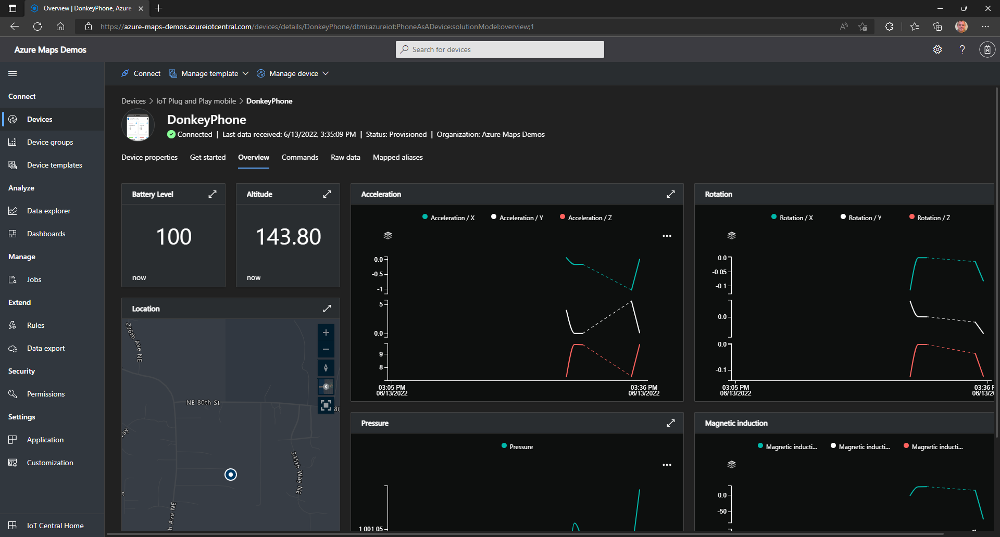 Overview | DonkeyPhone, Azure
https://azure-maps-demos.azureiotcentral.com/devices/details/DonkeyPhone/dtmi:azureiot:PhoneAsADevice:solutionModel:overview;1
Azure Maps Demos
Search for devices
Connect
Manage template
Manage device
Connect
Devices
Device groups
Device templates
Analyze
Data explorer
Dashboards
Manage
Jobs
Extend
Rules
Data export
Security
Permissions
Settings
Application
Customization
IoT Central Home
Devices > IoT Plug and Play mobile > DonkeyPhone
DonkeyPhone
Connected | Last data received: 6/13/2022, 3:35:09 PM | Status: Provisioned | Organization: Azure Maps Demos
Device properties Get started Overview Commands Raw data Mapped aliases
Battery Level
100
now
Altitude
143.80
now
Location
236th Ave NE
NE 80th St
80
way
245th Way NE
t
h Ave NE
Acceleration
Acceleration / X Acceleration / Y Acceleration / Z
0.0
-0.5
-1
5
0.0
9
8
03:05 PM 03:36 PM
06/13/2022 06/13/2022
Rotation
Rotation / X Rotation / Y Rotation / Z
0.0
-0.05
-0.1
0.0
0.0
-0.1
03:05 PM 03:36 P
06/13/2022 06/13/20
Pressure
Pressure
1 001.05
Magnetic induction
Magnetic inducti... Magnetic inducti... Magnetic inducti...
0.0
-50